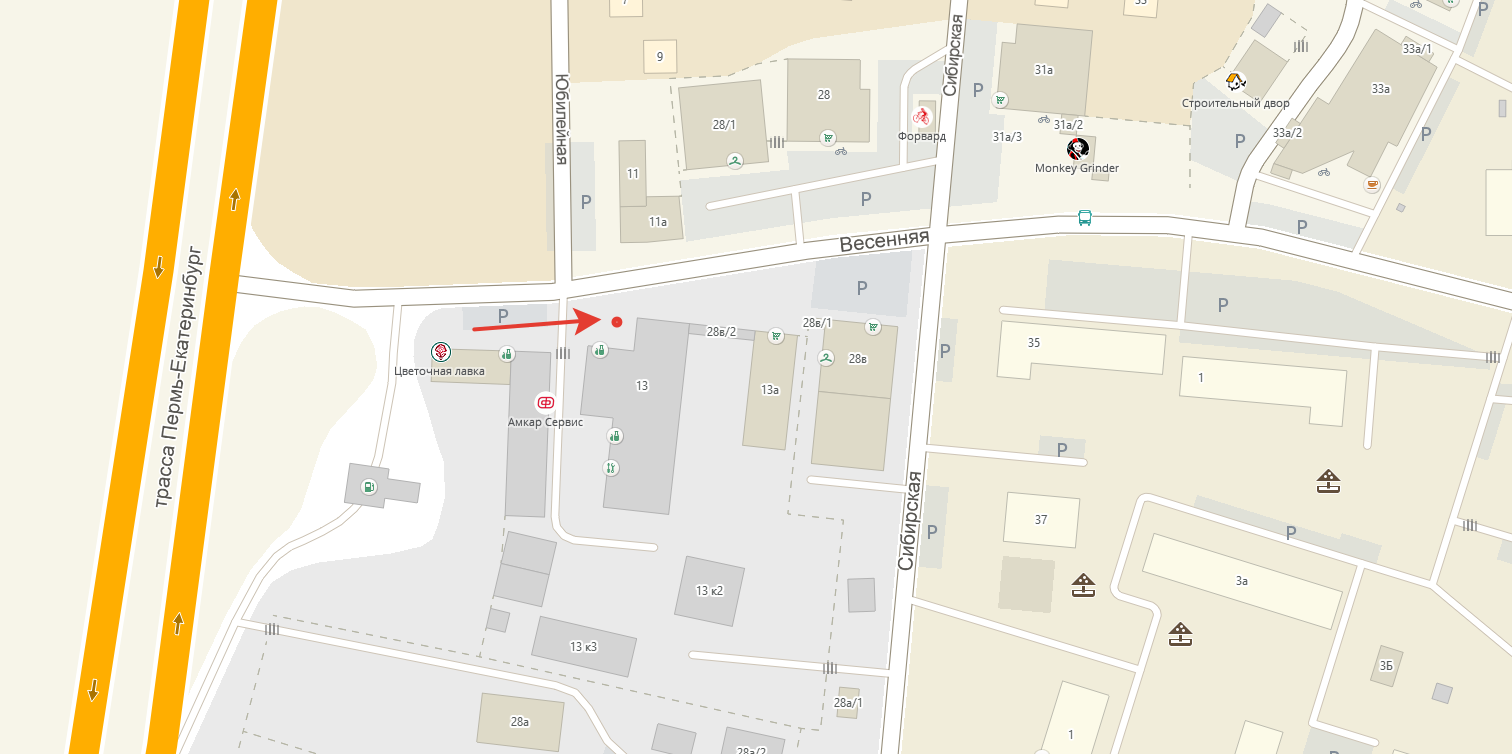 7
33
P
33а/1
9
Юбилейная
Сибирская
31а
33а
28
P
Строительный двор
28/1
Форвард
31а/3
31а/2
33а/2
P
P
Monkey Grinder
11
P
P
11а
P
Весенняя
трасса Пермь-Екатеринбург
P
P
P
28в/2
28в/1
35
P
28в
Цветочная лавка
13
13а
1
Амкар Сервис
P
Сибирская
37
P
P
3а
13 к2
13 к3
3Б
28а
28а/1
1
28а/2
P